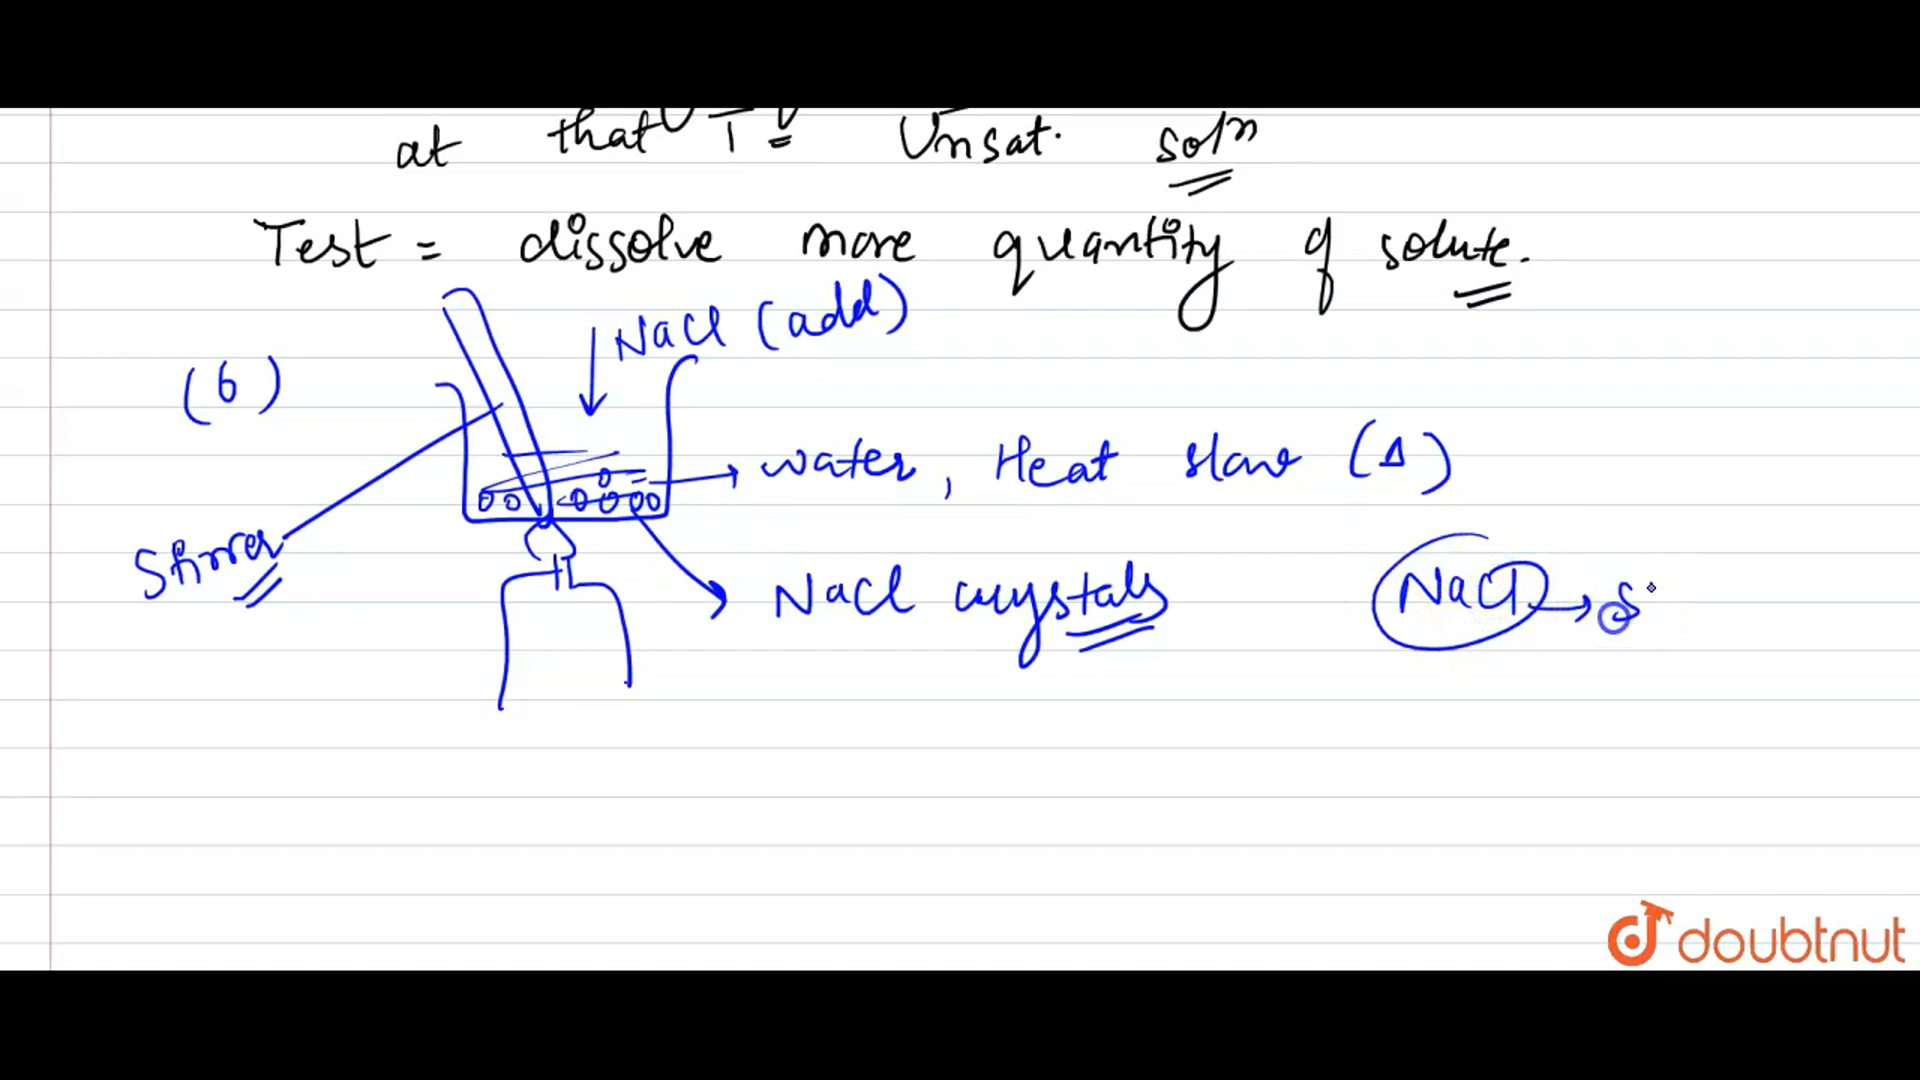 at that Unsat. solⁿ
Test = dissolve more quantity of solute.
NaCl (add)
(6)
water, Heat slow (Δ)
Stirrer
NaCl crystals
NaCl → s
doubtnut